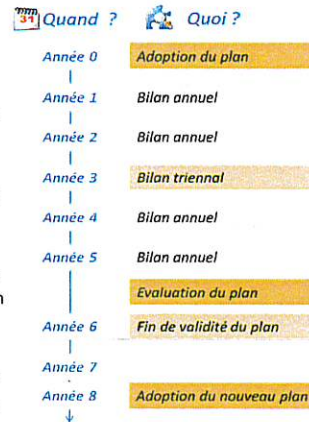 31 Quand ? Quoi ?
Année 0 Adoption du plan
Année 1 Bilan annuel
Année 2 Bilan annuel
Année 3 Bilan triennal
Année 4 Bilan annuel
Année 5 Bilan annuel
Evaluation du plan
n
Année 6 Fin de validité du plan
Année 7
Année 8 Adoption du nouveau plan